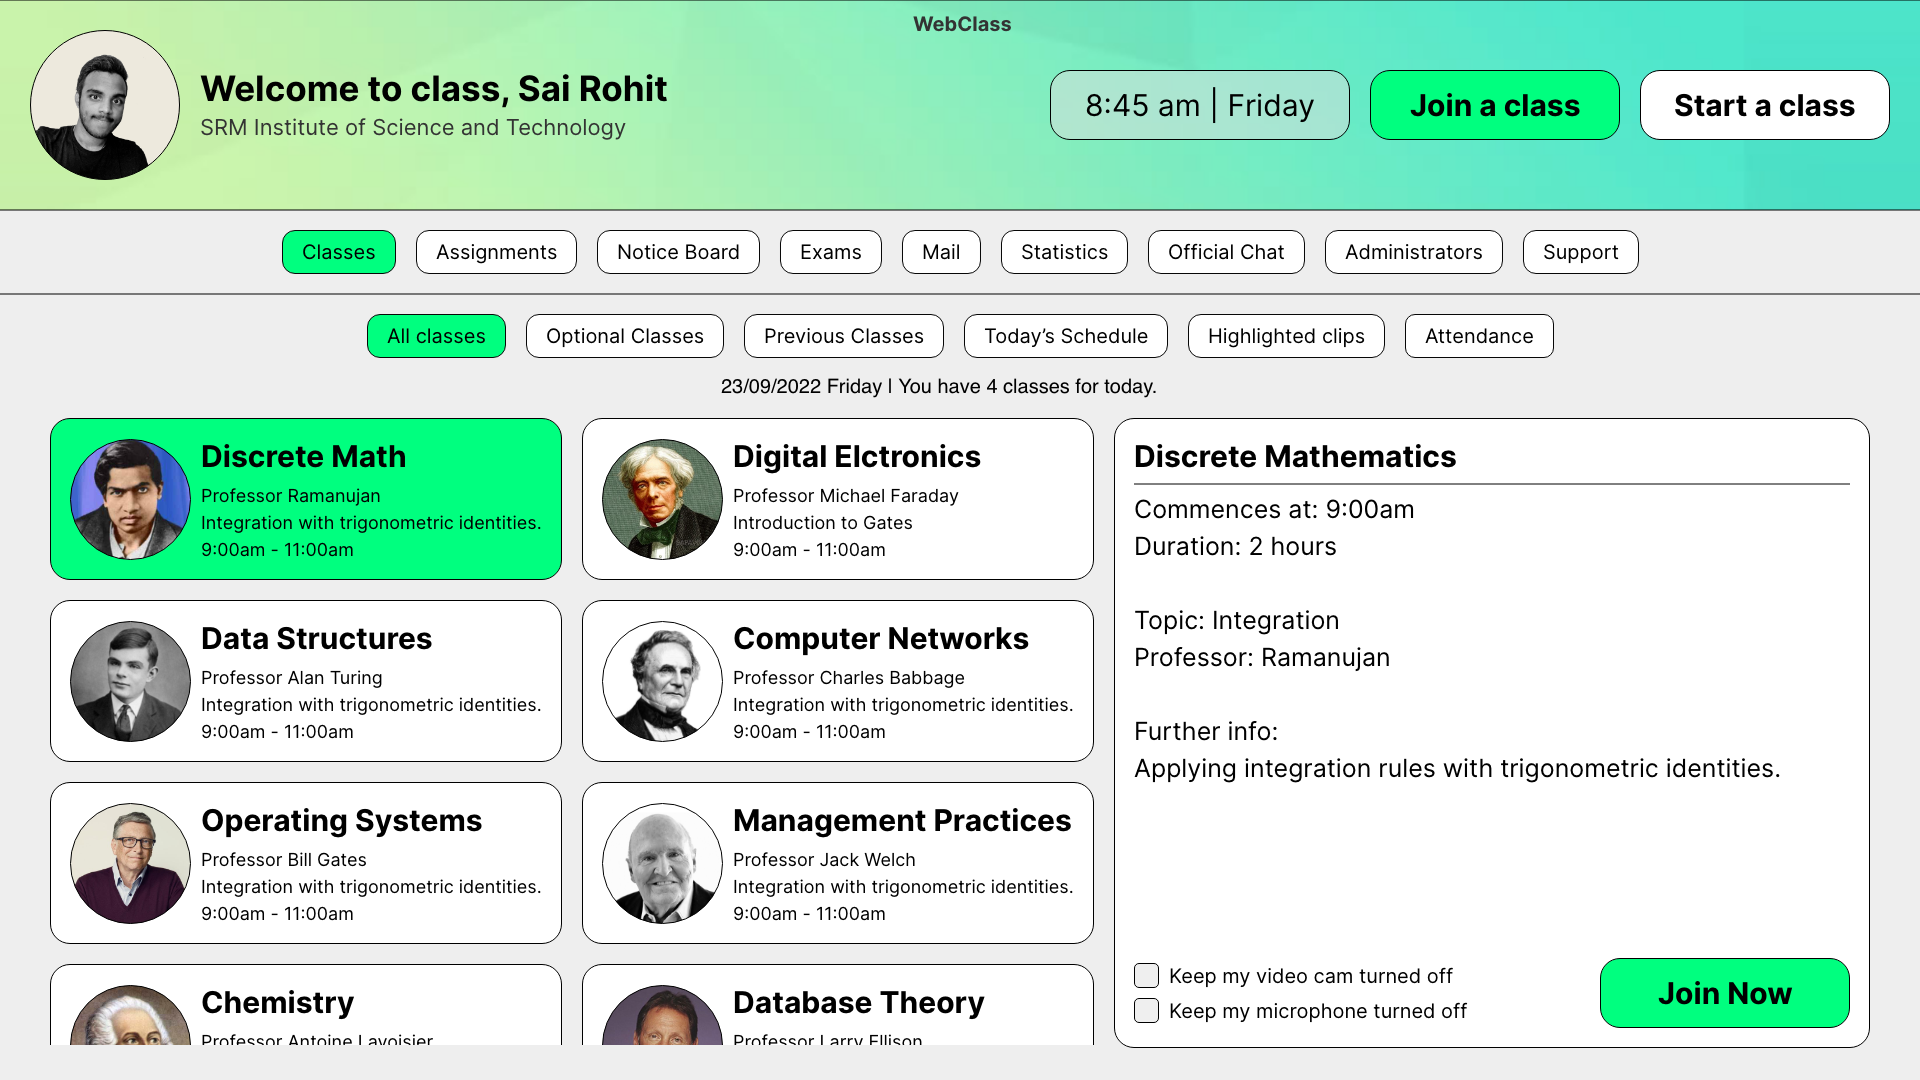 WebClass
Welcome to class, Sai Rohit
SRM Institute of Science and Technology
8:45 am | Friday
Join a class
Start a class
Classes
Assignments
Notice Board
Exams
Mail
Statistics
Official Chat
Administrators
Support
All classes
Optional Classes
Previous Classes
Today’s Schedule
Highlighted clips
Attendance
23/09/2022 Friday | You have 4 classes for today.
Discrete Math
Professor Ramanujan
Integration with trigonometric identities.
9:00am - 11:00am
Digital Elctronics
Professor Michael Faraday
Introduction to Gates
9:00am - 11:00am
Data Structures
Professor Alan Turing
Integration with trigonometric identities.
9:00am - 11:00am
Computer Networks
Professor Charles Babbage
Integration with trigonometric identities.
9:00am - 11:00am
Operating Systems
Professor Bill Gates
Integration with trigonometric identities.
9:00am - 11:00am
Management Practices
Professor Jack Welch
Integration with trigonometric identities.
9:00am - 11:00am
Chemistry
Professor Antoine Lavoisier
Database Theory
Professor Larry Ellison
Discrete Mathematics
Commences at: 9:00am
Duration: 2 hours
Topic: Integration
Professor: Ramanujan
Further info:
Applying integration rules with trigonometric identities.
Keep my video cam turned off
Keep my microphone turned off
Join Now